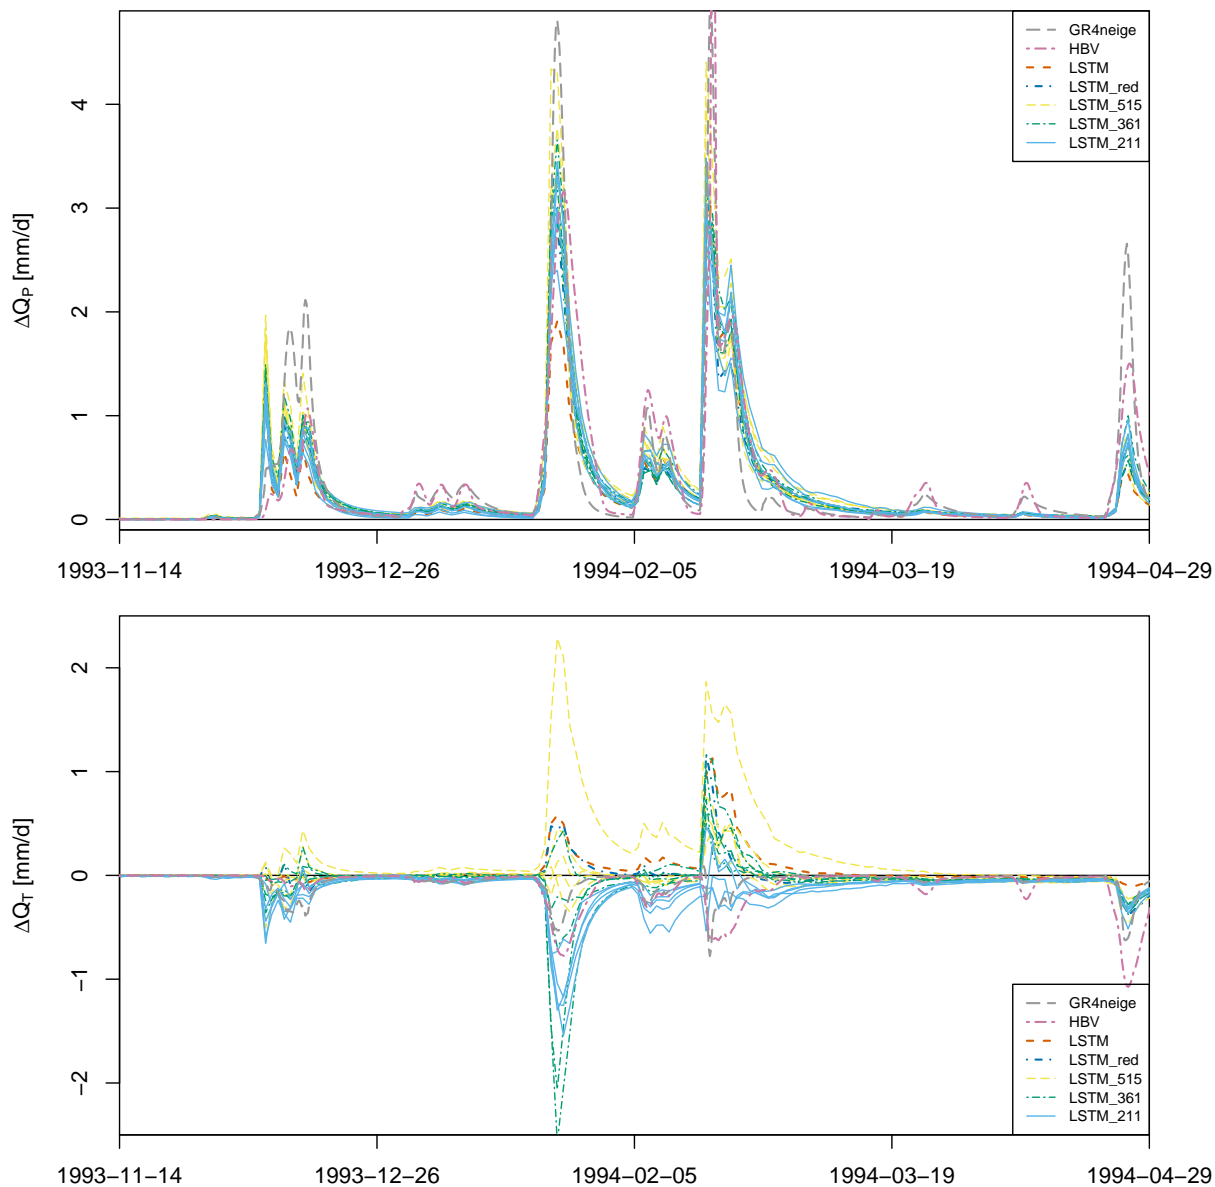 GR4neige
HBV
LSTM
LSTM_red
LSTM_515
LSTM_361
LSTM_211
4
3
2
1
0
ΔQP [mm/d]
1993−11−14 1993−12−26 1994−02−05 1994−03−19 1994−04−29
2
1
0
−1
−2
ΔQT [mm/d]
GR4neige
HBV
LSTM
LSTM_red
LSTM_515
LSTM_361
LSTM_211
1993−11−14 1993−12−26 1994−02−05 1994−03−19 1994−04−29